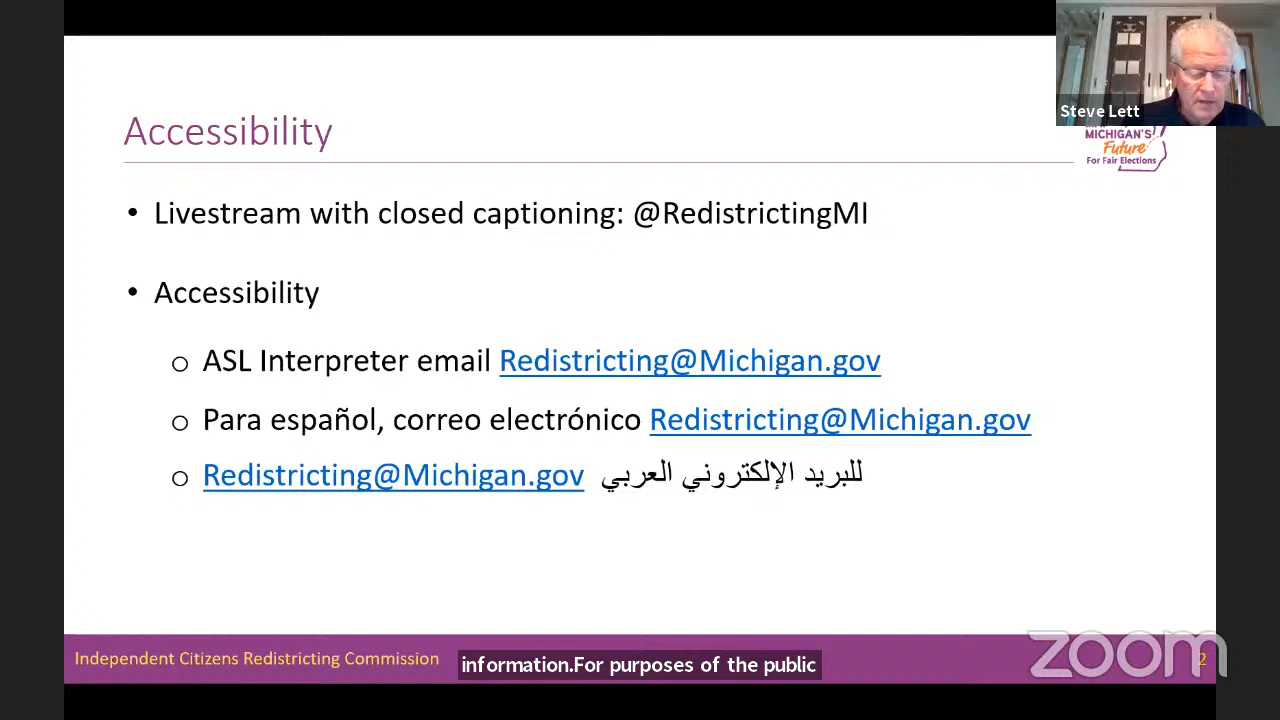 Steve Lett
MICHIGAN'S
Future
For Fair Elections
Accessibility
• Livestream with closed captioning: @RedistrictingMI
• Accessibility
o ASL Interpreter email Redistricting@Michigan.gov
o Para español, correo electrónico Redistricting@Michigan.gov
o Redistricting@Michigan.gov للبريد الإلكتروني العربي
Independent Citizens Redistricting Commission
information.For purposes of the public
zoom
2